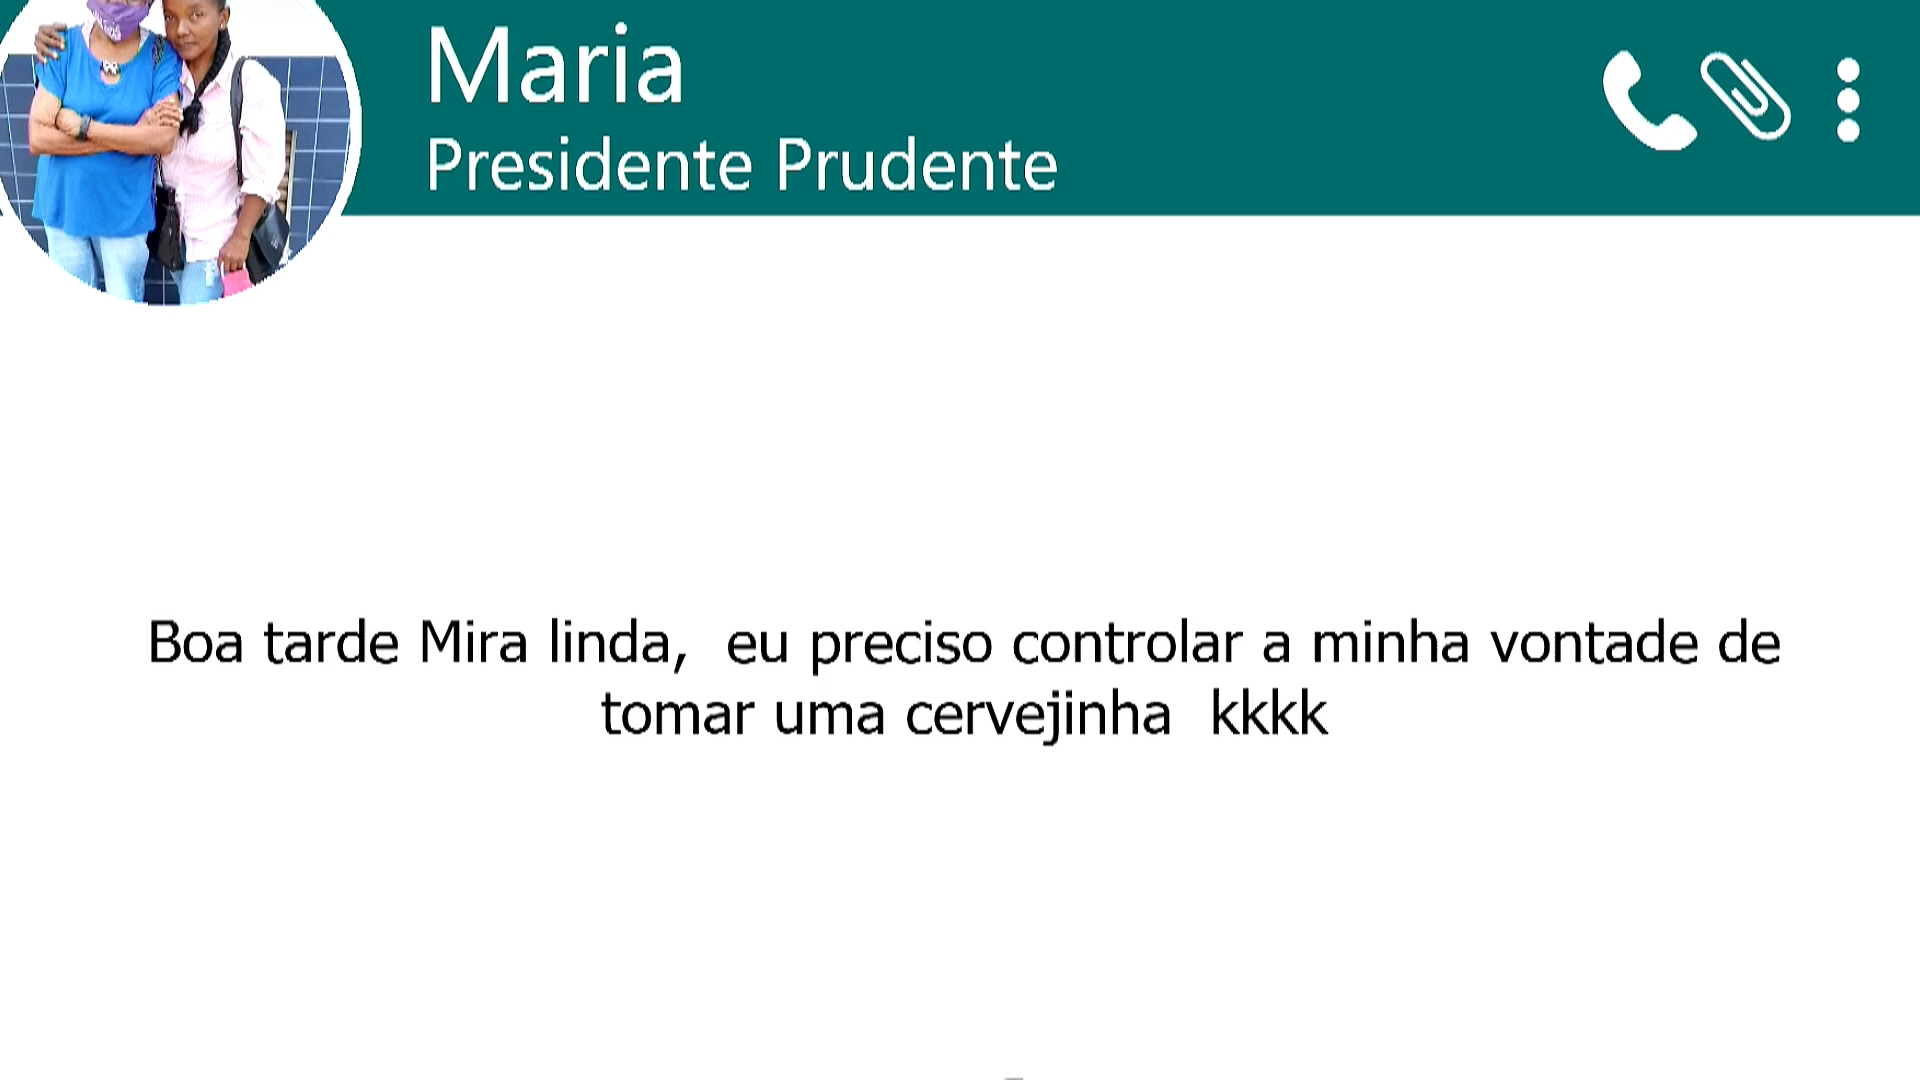 Maria
Presidente Prudente
Boa tarde Mira linda,  eu preciso controlar a minha vontade de
tomar uma cervejinha  kkkk